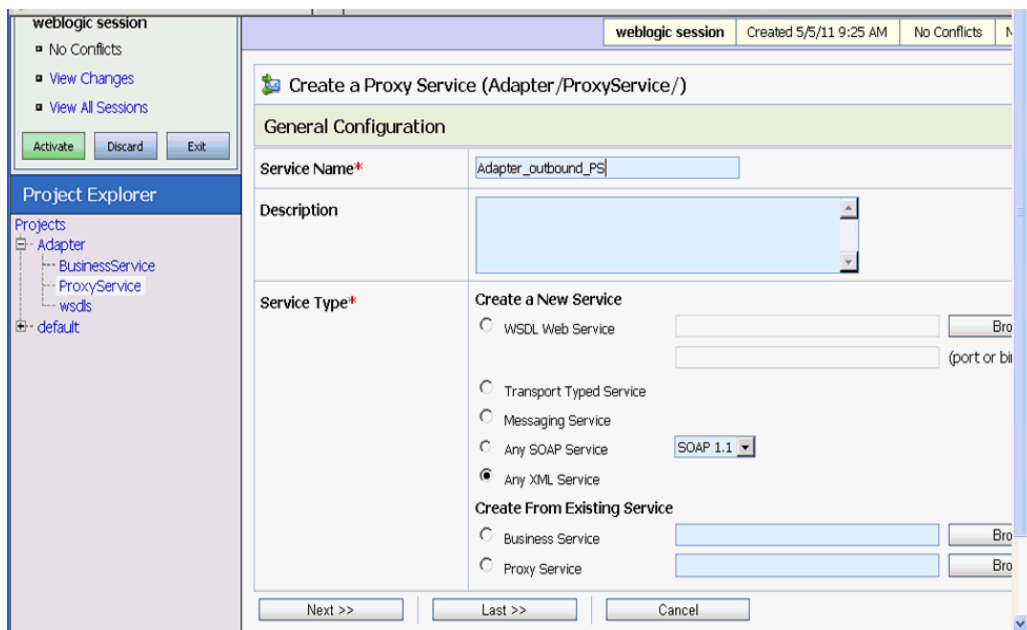 weblogic session
No Conflicts
View Changes
View All Sessions
Activate Discard Exit
Project Explorer
Projects
Adapter
BusinessService
ProxyService
wsdls
default
weblogic session Created 5/5/11 9:25 AM No Conflicts
Create a Proxy Service (Adapter/ProxyService/)
General Configuration
Service Name* Adapter_outbound_PS
Description
Service Type* Create a New Service
WSDL Web Service Bro
(port or bi
Transport Typed Service
Messaging Service
Any SOAP Service SOAP 1.1
Any XML Service
Create From Existing Service
Business Service Bro
Proxy Service Bro
Next >> Last >> Cancel